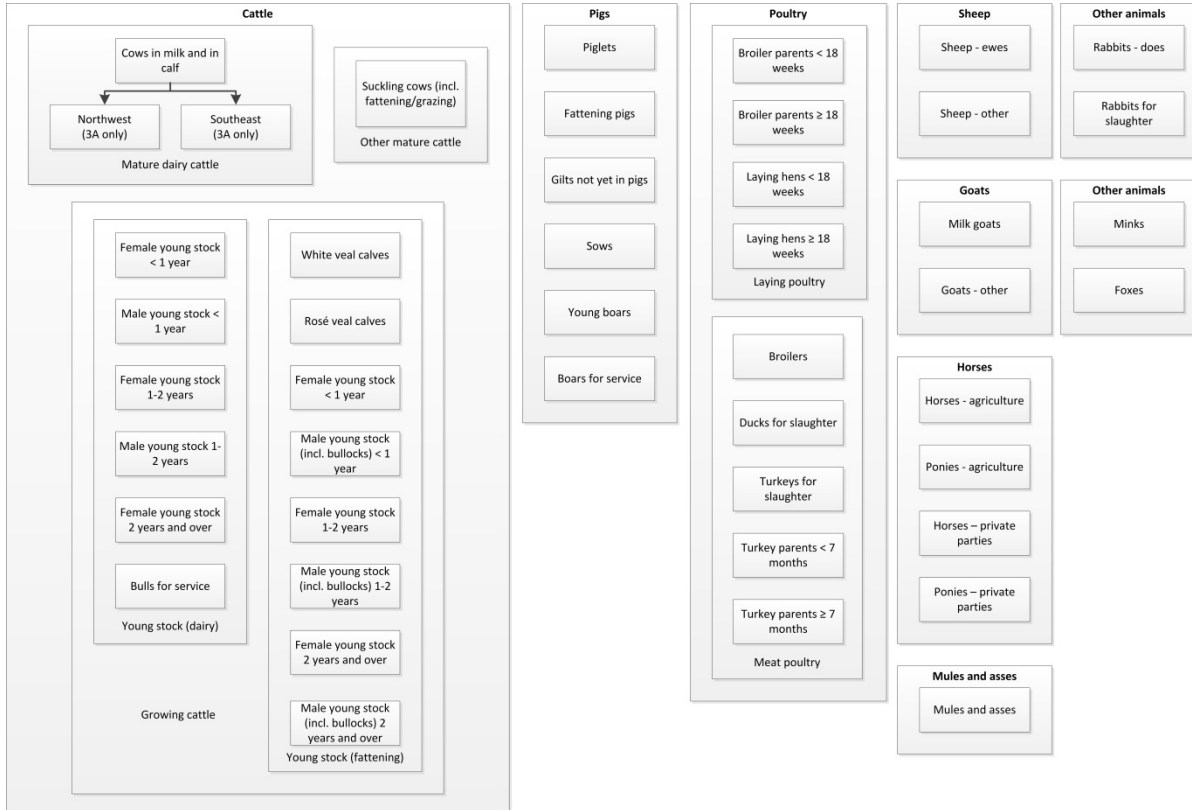 Cattle
Cows in milk and in
calf
Northwest
(3A only)
Southeast
(3A only)
Mature dairy cattle
Suckling cows (incl.
fattening/grazing)
Other mature cattle
Female young stock
< 1 year
Male young stock <
1 year
Female young stock
1-2 years
Male young stock 1-
2 years
Female young stock
2 years and over
Bulls for service
Young stock (dairy)
White veal calves
Rosé veal calves
Female young stock
< 1 year
Male young stock
(incl. bullocks) < 1
year
Female young stock
1-2 years
Male young stock
(incl. bullocks) 1-2
years
Female young stock
2 years and over
Male young stock
(incl. bullocks) 2
years and over
Young stock (fattening)
Growing cattle
Pigs
Piglets
Fattening pigs
Gilts not yet in pigs
Sows
Young boars
Boars for service
Poultry
Broiler parents < 18
weeks
Broiler parents ≥ 18
weeks
Laying hens < 18
weeks
Laying hens ≥ 18
weeks
Laying poultry
Broilers
Ducks for slaughter
Turkeys for
slaughter
Turkey parents < 7
months
Turkey parents ≥ 7
months
Meat poultry
Sheep
Sheep - ewes
Sheep - other
Goats
Milk goats
Goats - other
Horses
Horses - agriculture
Ponies - agriculture
Horses – private
parties
Ponies – private
parties
Mules and asses
Mules and asses
Other animals
Rabbits - does
Rabbits for
slaughter
Other animals
Minks
Foxes